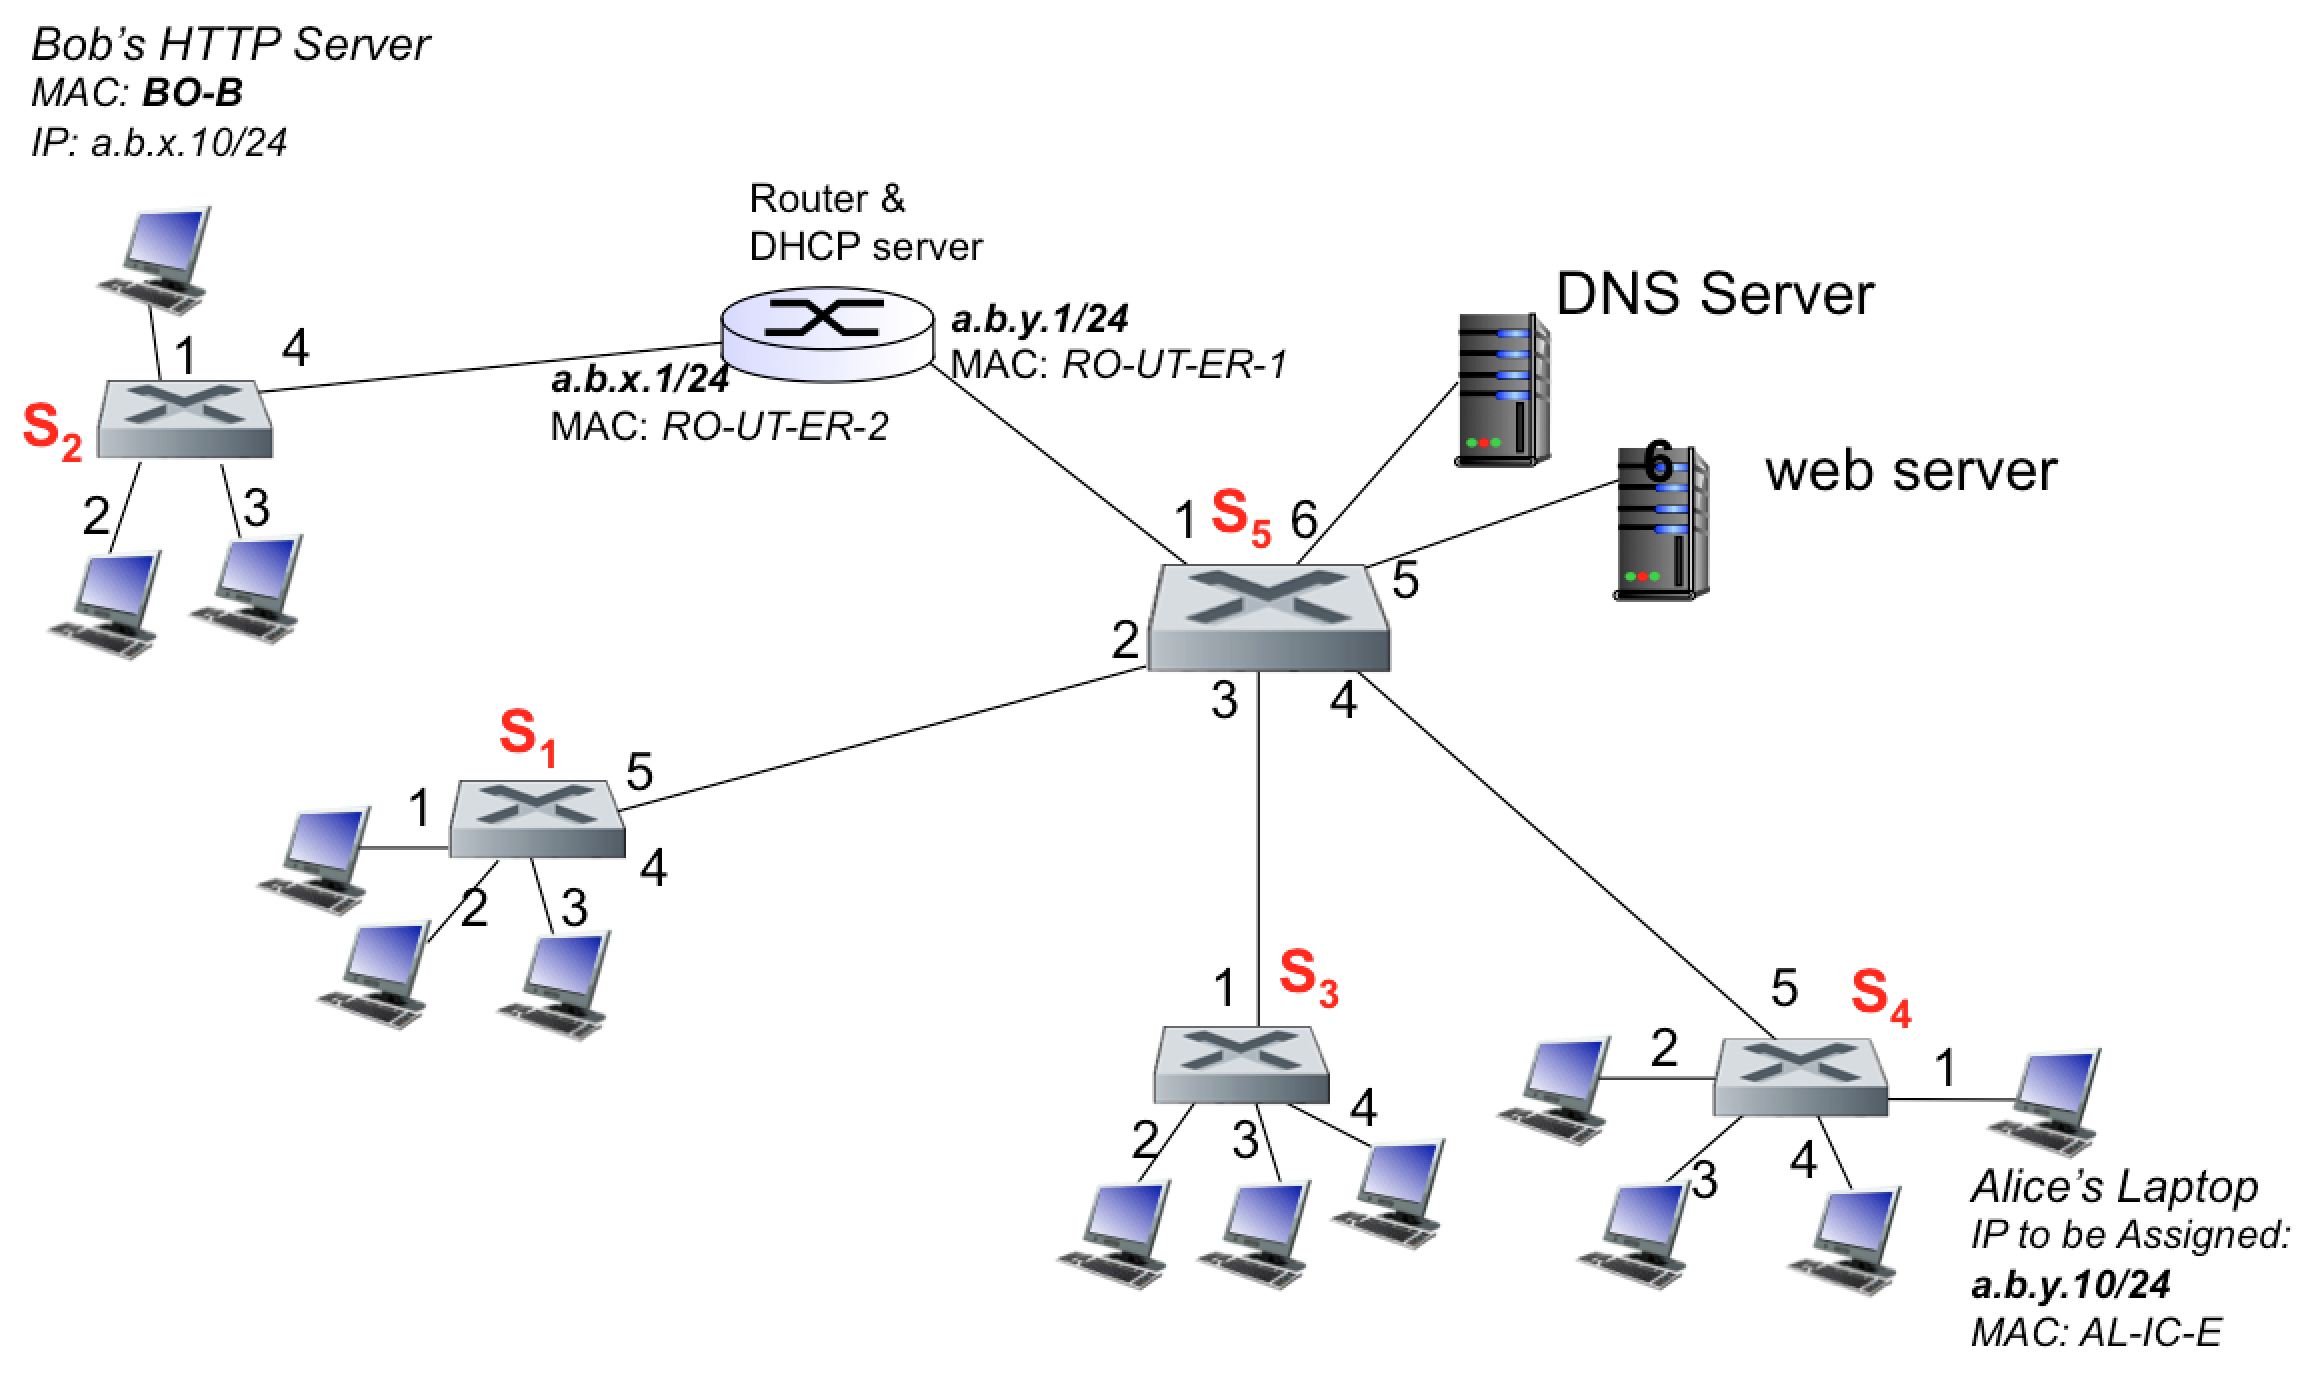 Bob's HTTP Server
MAC: BO-B
IP: a.b.x.10/24
Router &
DHCP server
a.b.y.1/24
MAC: RO-UT-ER-1
a.b.x.1/24
MAC: RO-UT-ER-2
DNS Server
6
web server
1
4
S2
2
3
1
S5
6
5
2
3
4
S1
5
1
4
2
3
1
S3
2
3
4
5
S4
2
1
3
4
Alice's Laptop
IP to be Assigned:
a.b.y.10/24
MAC: AL-IC-E